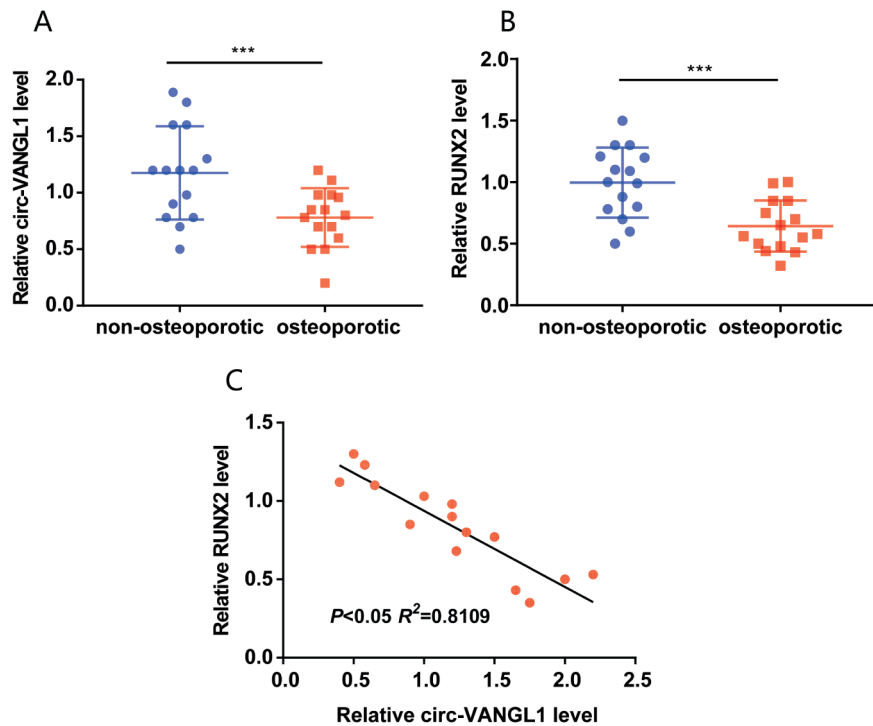 A
B
***
***
Relative circ-VANGL1 level
2.0
1.5
1.0
0.5
0.0
non-osteoporotic
osteoporotic
Relative RUNX2 level
2.0
1.5
1.0
0.5
0.0
non-osteoporotic
osteoporotic
C
Relative RUNX2 level
1.5
1.0
0.5
0.0
P<0.05 R²=0.8109
0.0
0.5
1.0
1.5
2.0
2.5
Relative circ-VANGL1 level